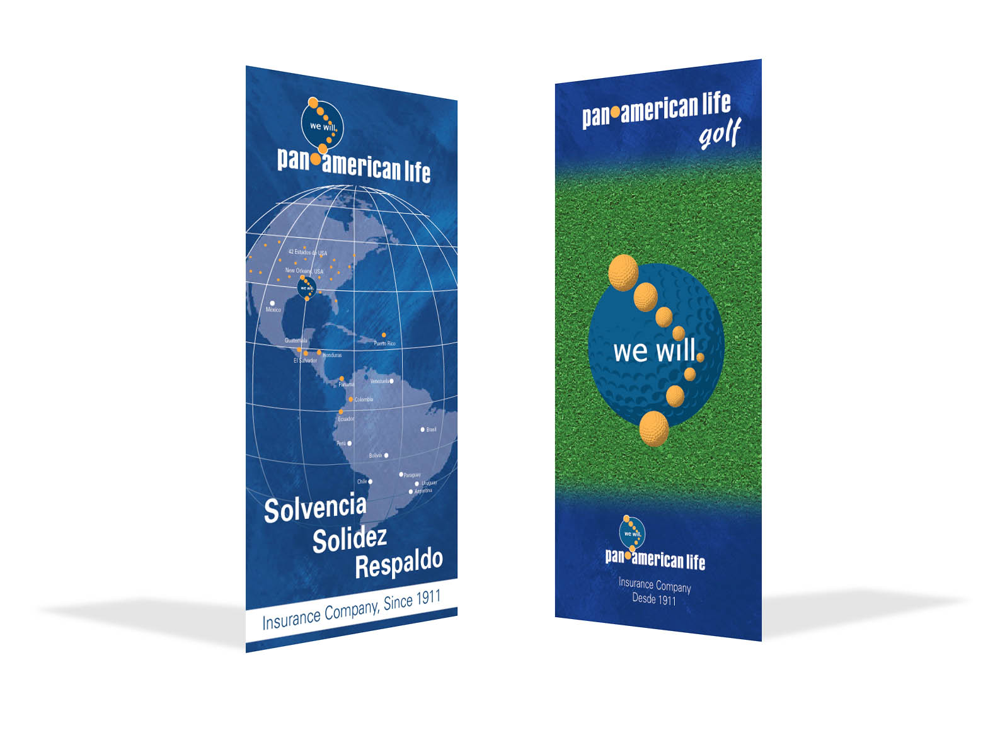 we will.
pan american life
42 Estados de USA
New Orleans, USA
we will.
México
Guatemala
El Salvador
Honduras
Puerto Rico
Panamá
Venezuela
Colombia
Ecuador
Brasil
Perú
Bolivia
Paraguay
Chile
Uruguay
Argentina
Solvencia
Solidez
Respaldo
Insurance Company, Since 1911
pan american life
golf
we will
we will.
pan american life
Insurance Company
Desde 1911